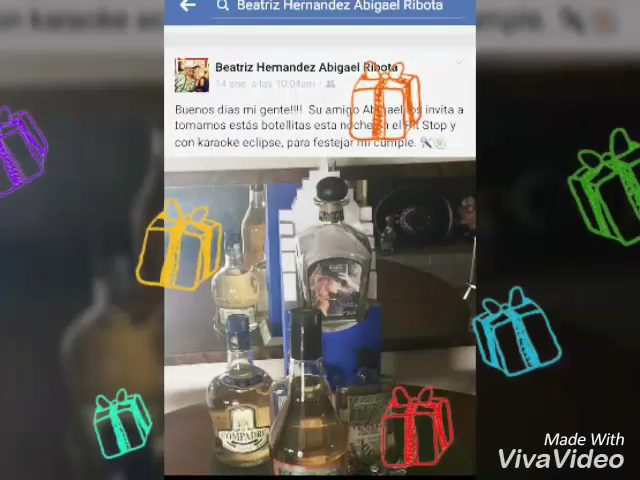 Beatriz Hernandez Abigael Ribota
Beatriz Hernandez Abigael Ribota
14 ene. a las 10:04am
Buenos dias mi gente!!!! Su amigo Abigael los invita a
tomarnos estás botellitas esta noche en el Pit Stop y
con karaoke eclipse, para festejar mi cumple.
COMPADRE
Made With
VivaVideo